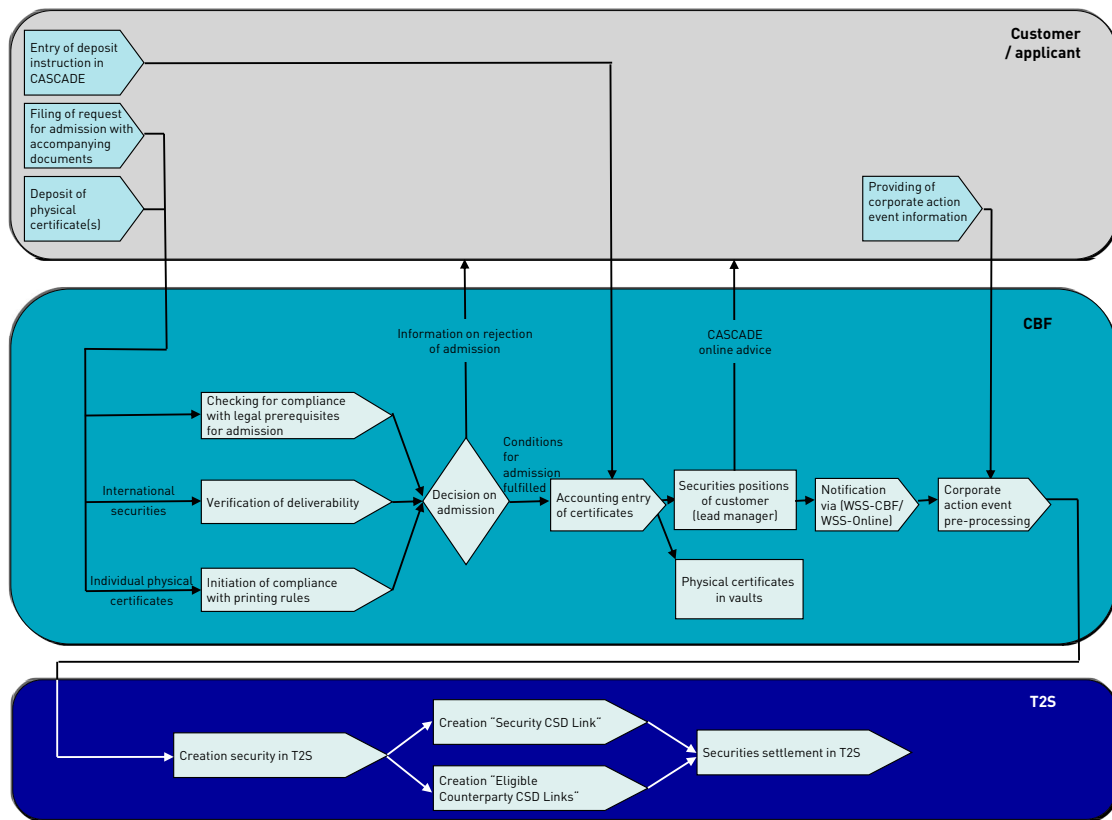 Customer
/ applicant
Entry of deposit
instruction in
CASCADE
Filing of request
for admission with
accompanying
documents
Deposit of
physical
certificate(s)
Providing of
corporate action
event information
CBF
Information on rejection
of admission
CASCADE
online advice
Checking for compliance
with legal prerequisites
for admission
International
securities
Verification of deliverability
Individual physical
certificates
Initiation of compliance
with printing rules
Decision on
admission
Conditions
for
admission
fulfilled
Accounting entry
of certificates
Securities positions
of customer
(lead manager)
Physical certificates
in vaults
Notification
via (WSS-CBF/
WSS-Online)
Corporate
action event
pre-processing
T2S
Creation security in T2S
Creation “Security CSD Link“
Creation “Eligible
Counterparty CSD Links“
Securities settlement in T2S